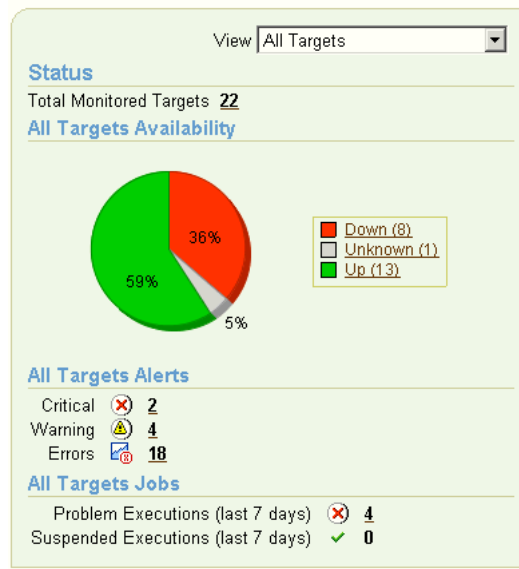 View All Targets
Status
Total Monitored Targets 22
All Targets Availability
36%
59%
5%
Down (8)
Unknown (1)
Up (13)
All Targets Alerts
Critical 2
Warning 4
Errors 18
All Targets Jobs
Problem Executions (last 7 days) 4
Suspended Executions (last 7 days) 0